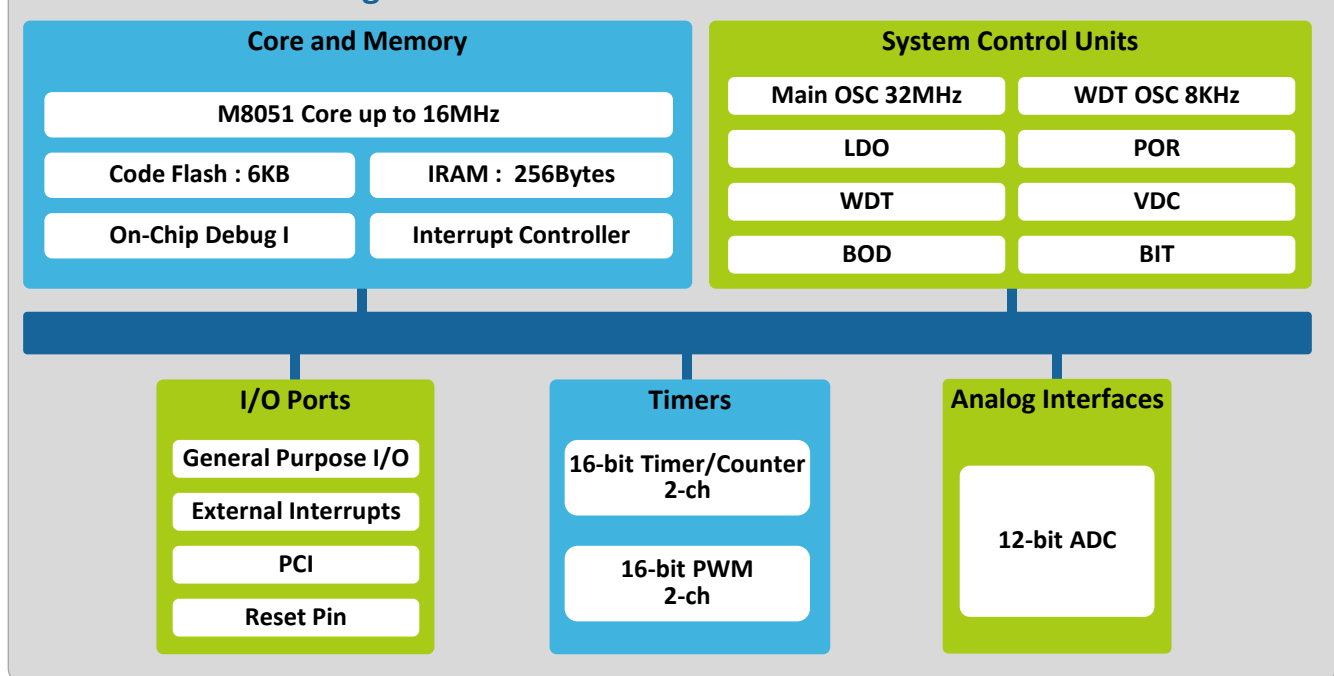 Core and Memory
M8051 Core up to 16MHz
Code Flash : 6KB
IRAM :  256Bytes
On-Chip Debug I
Interrupt Controller
System Control Units
Main OSC 32MHz
WDT OSC 8KHz
LDO
POR
WDT
VDC
BOD
BIT
I/O Ports
General Purpose I/O
External Interrupts
PCI
Reset Pin
Timers
16-bit Timer/Counter
2-ch
16-bit PWM
2-ch
Analog Interfaces
12-bit ADC